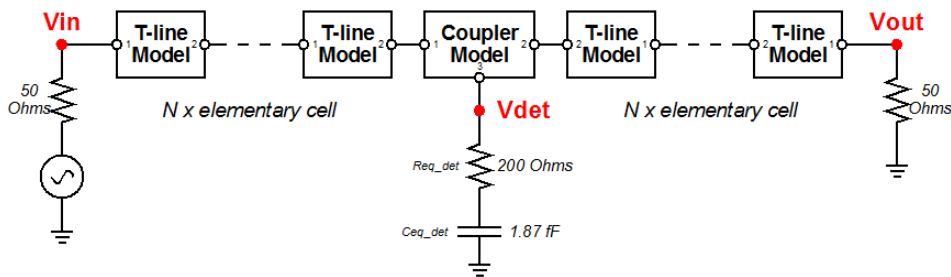 Vin
T-line
Model
1
2
T-line
Model
1
2
Coupler
Model
1
2
3
T-line
Model
2
1
T-line
Model
2
1
Vout
50
Ohms
N x elementary cell
Vdet
N x elementary cell
50
Ohms
Req_det
200 Ohms
Ceq_det
1.87 fF